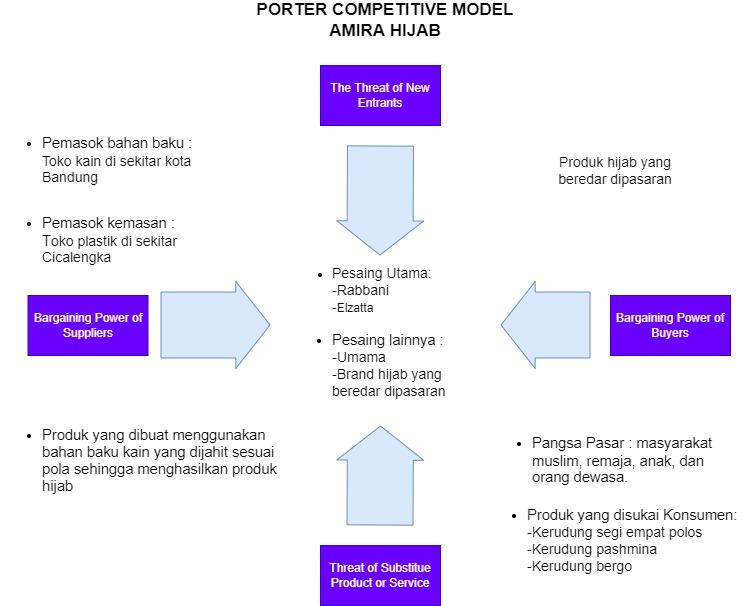 PORTER COMPETITIVE MODEL
AMIRA HIJAB
The Threat of New
Entrants
• Pemasok bahan baku :
Toko kain di sekitar kota
Bandung
• Pemasok kemasan :
Toko plastik di sekitar
Cicalengka
Produk hijab yang
beredar dipasaran
Bargaining Power of
Suppliers
• Pesaing Utama:
-Rabbani
-Elzatta
• Pesaing lainnya :
-Umama
-Brand hijab yang
beredar dipasaran
Bargaining Power of
Buyers
• Produk yang dibuat menggunakan
bahan baku kain yang dijahit sesuai
pola sehingga menghasilkan produk
hijab
• Pangsa Pasar : masyarakat
muslim, remaja, anak, dan
orang dewasa.
• Produk yang disukai Konsumen:
-Kerudung segi empat polos
-Kerudung pashmina
-Kerudung bergo
Threat of Substitue
Product or Service